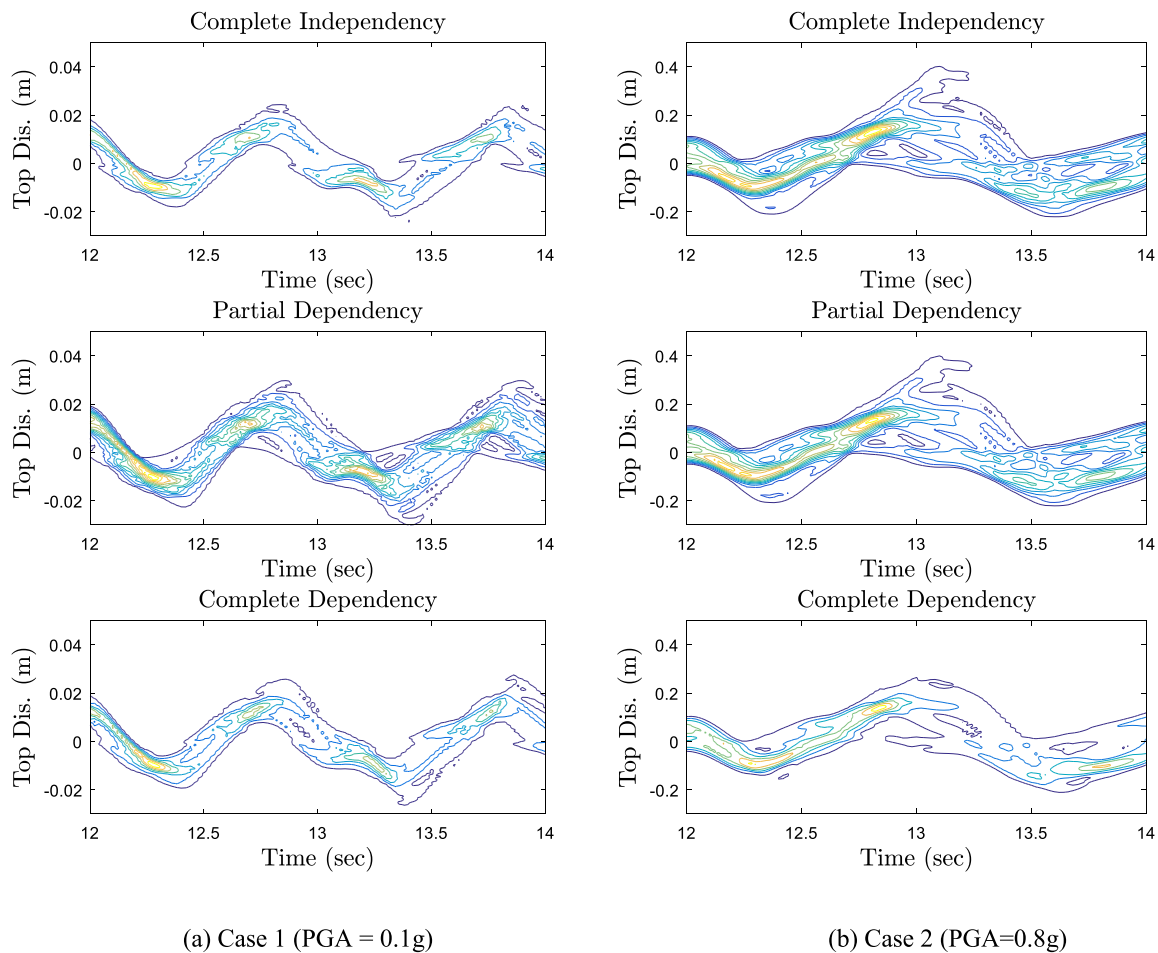 Complete Independency
Top Dis. (m)
0.04
0.02
0
-0.02
12
12.5
13
13.5
14
Time (sec)
Complete Independency
Top Dis. (m)
0.4
0.2
0
-0.2
12
12.5
13
13.5
14
Time (sec)
Partial Dependency
Top Dis. (m)
0.04
0.02
0
-0.02
12
12.5
13
13.5
14
Time (sec)
Partial Dependency
Top Dis. (m)
0.4
0.2
0
-0.2
12
12.5
13
13.5
14
Time (sec)
Complete Dependency
Top Dis. (m)
0.04
0.02
0
-0.02
12
12.5
13
13.5
14
Time (sec)
Complete Dependency
Top Dis. (m)
0.4
0.2
0
-0.2
12
12.5
13
13.5
14
Time (sec)
(a) Case 1 (PGA = 0.1g)
(b) Case 2 (PGA=0.8g)